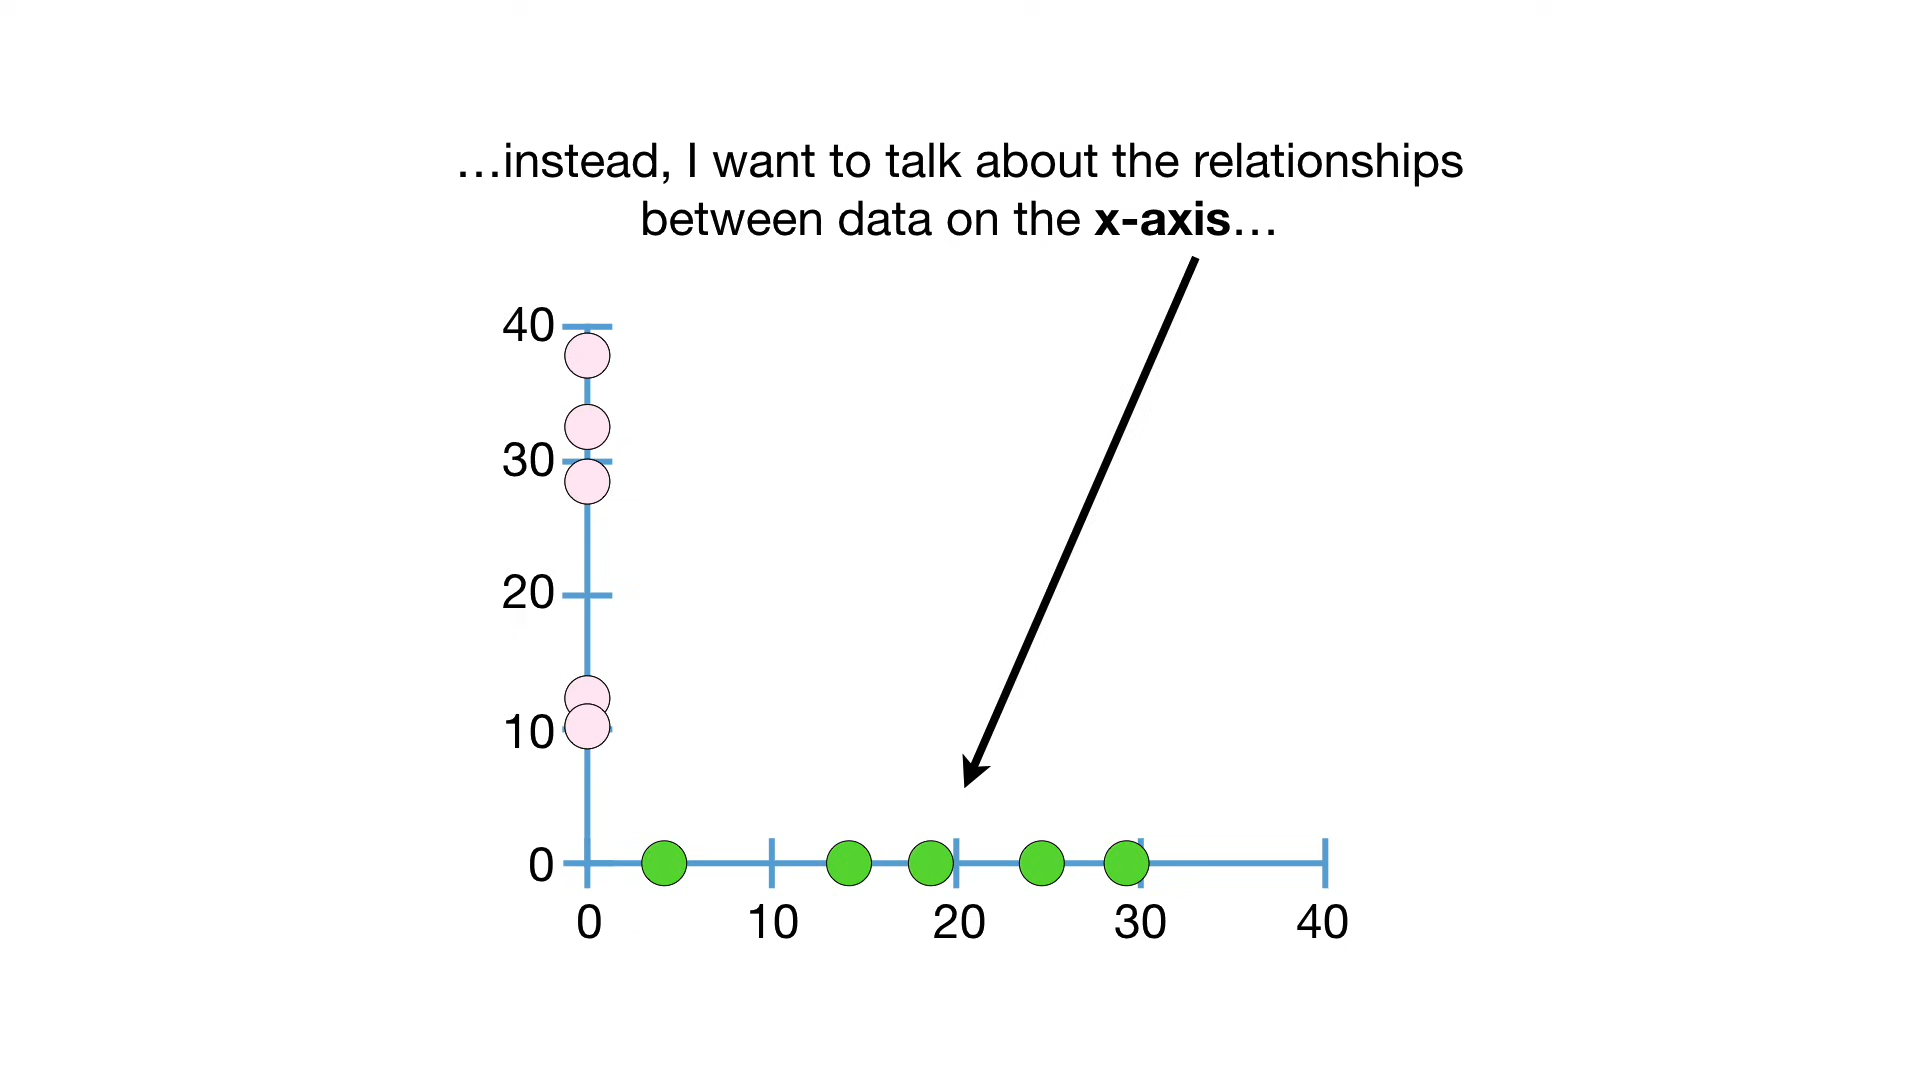 …instead, I want to talk about the relationships
between data on the x-axis…
40
30
20
10
0
0 10 20 30 40